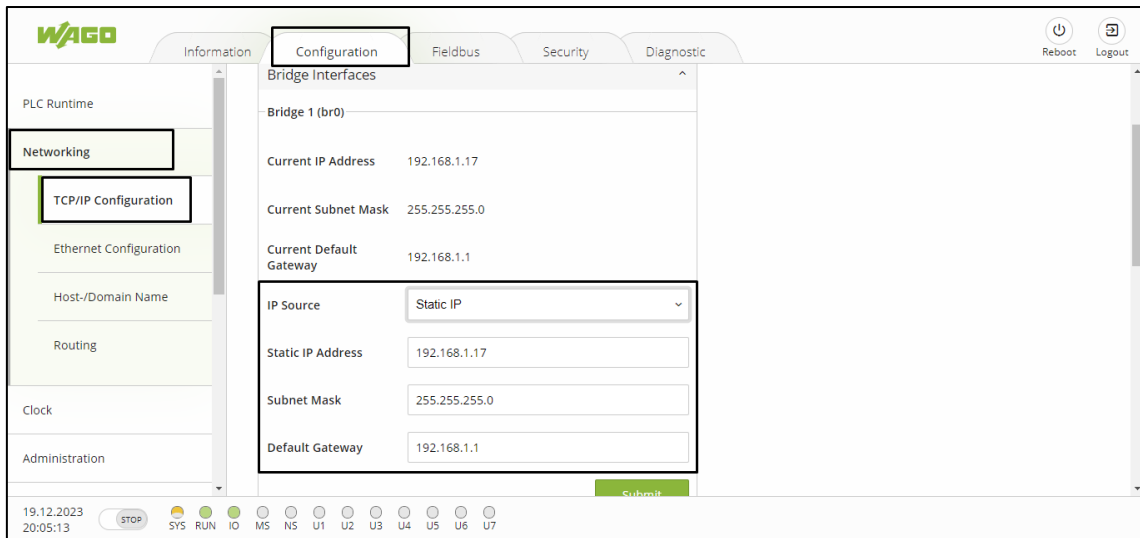 WAGO
Information
Configuration
Fieldbus
Security
Diagnostic
Reboot
Logout
PLC Runtime
Networking
TCP/IP Configuration
Ethernet Configuration
Host-/Domain Name
Routing
Clock
Administration
Bridge Interfaces
Bridge 1 (br0)
Current IP Address 192.168.1.17
Current Subnet Mask 255.255.255.0
Current Default
Gateway
192.168.1.1
IP Source Static IP
Static IP Address 192.168.1.17
Subnet Mask 255.255.255.0
Default Gateway 192.168.1.1
Submit
19.12.2023
20:05:13
STOP
SYS RUN IO MS NS U1 U2 U3 U4 U5 U6 U7